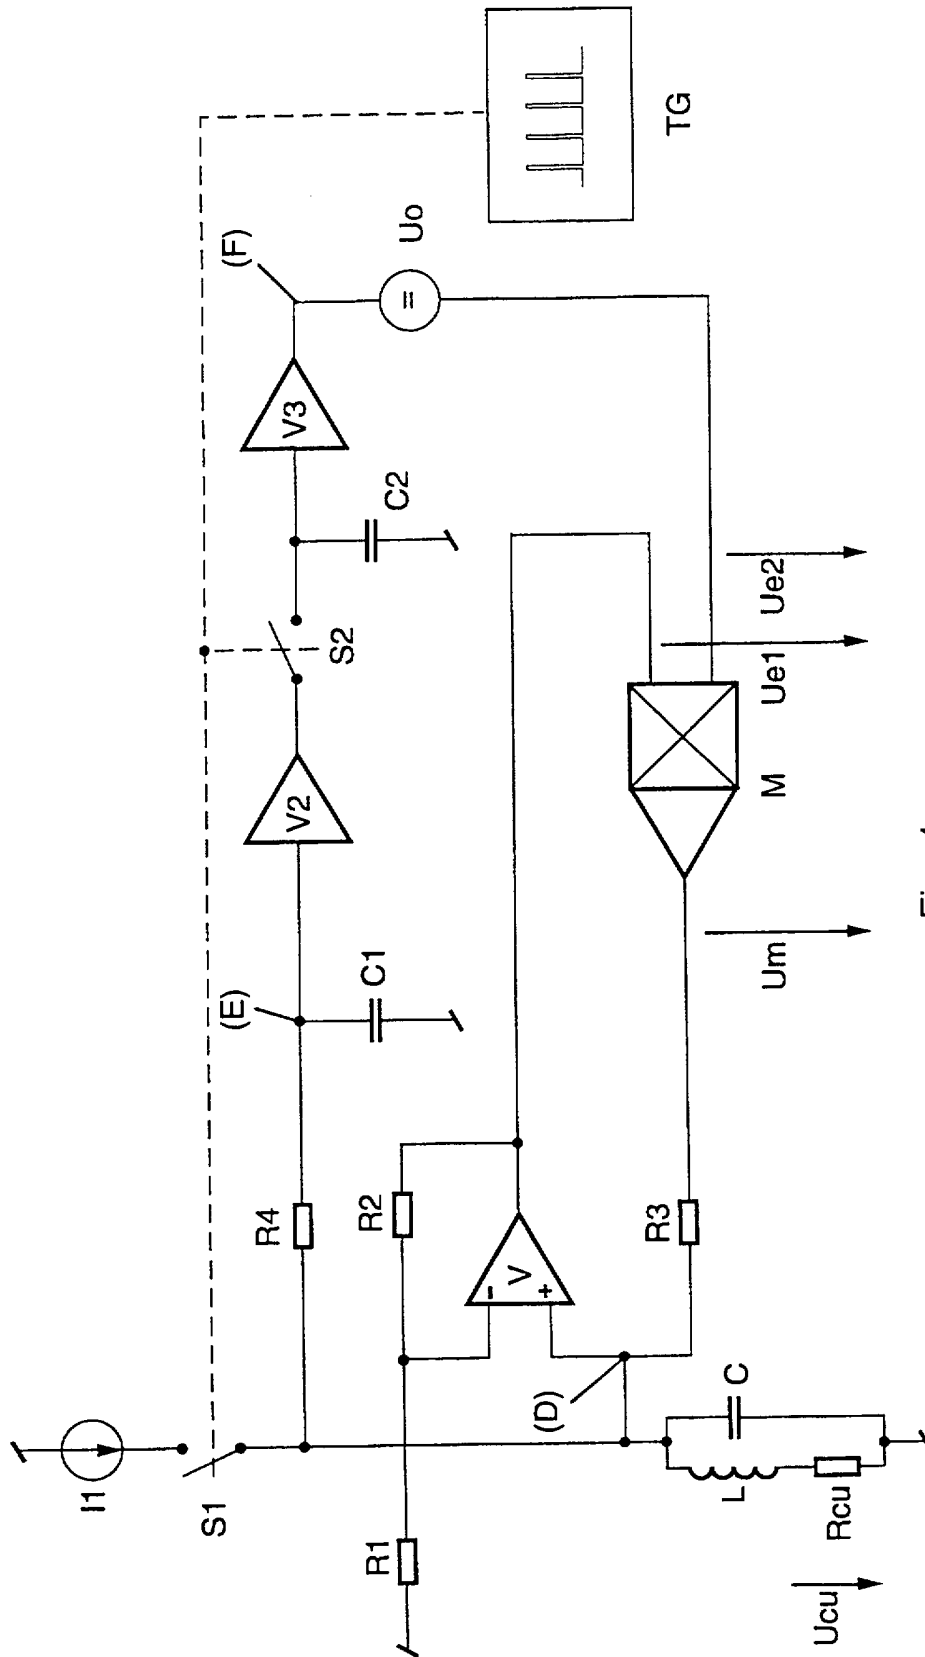 I1
S1
R4
(E)
C1
V2
S2
C2
V3
(F)
Uo
=
TG
R1
R2
-
+
V
(D)
R3
L
C
Rcu
Ucu
Um
M
Ue1
Ue2